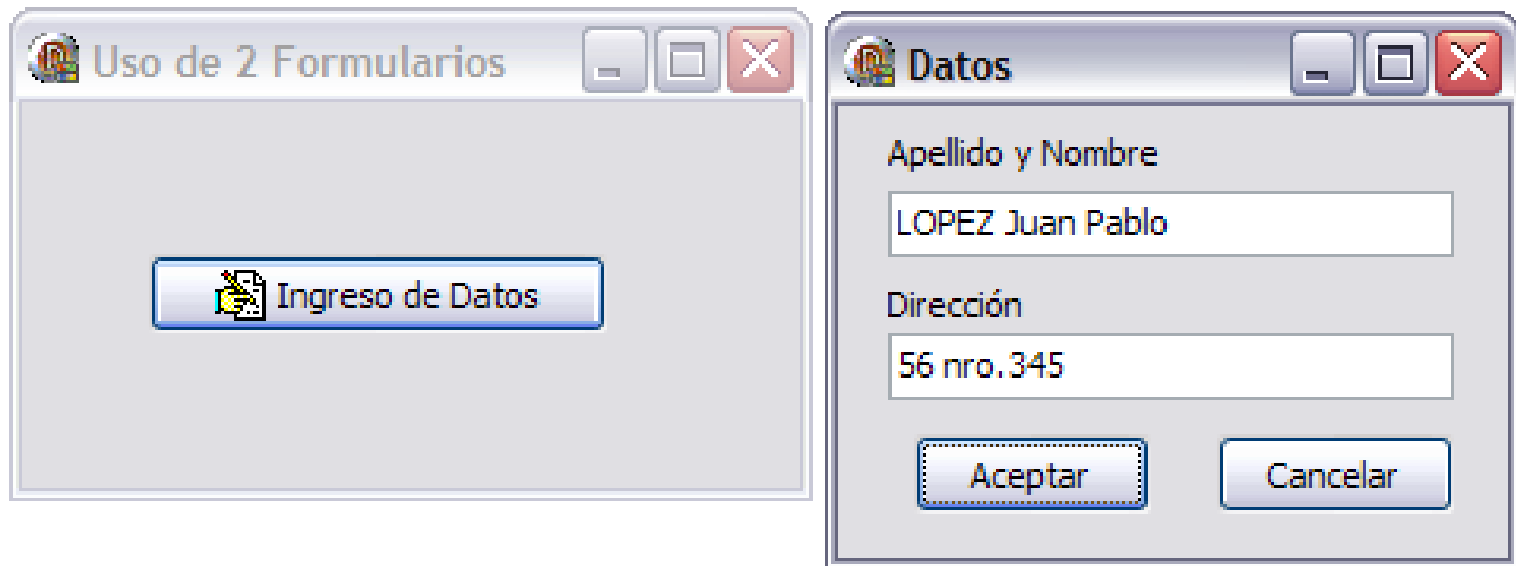 Uso de 2 Formularios
Ingreso de Datos
Datos
Apellido y Nombre
LOPEZ Juan Pablo
Dirección
56 nro.345
Aceptar
Cancelar